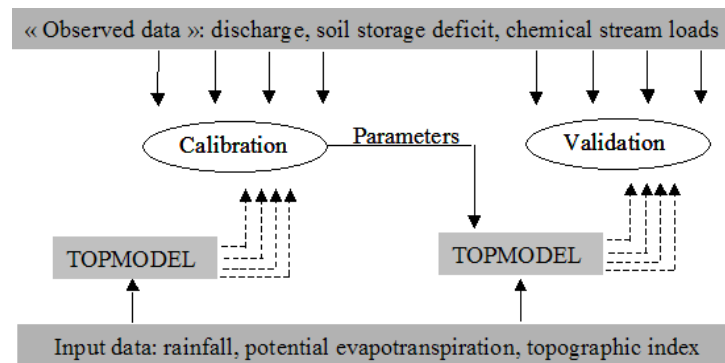 « Observed data »: discharge, soil storage deficit, chemical stream loads
Calibration
Parameters
Validation
TOPMODEL
TOPMODEL
Input data: rainfall, potential evapotranspiration, topographic index